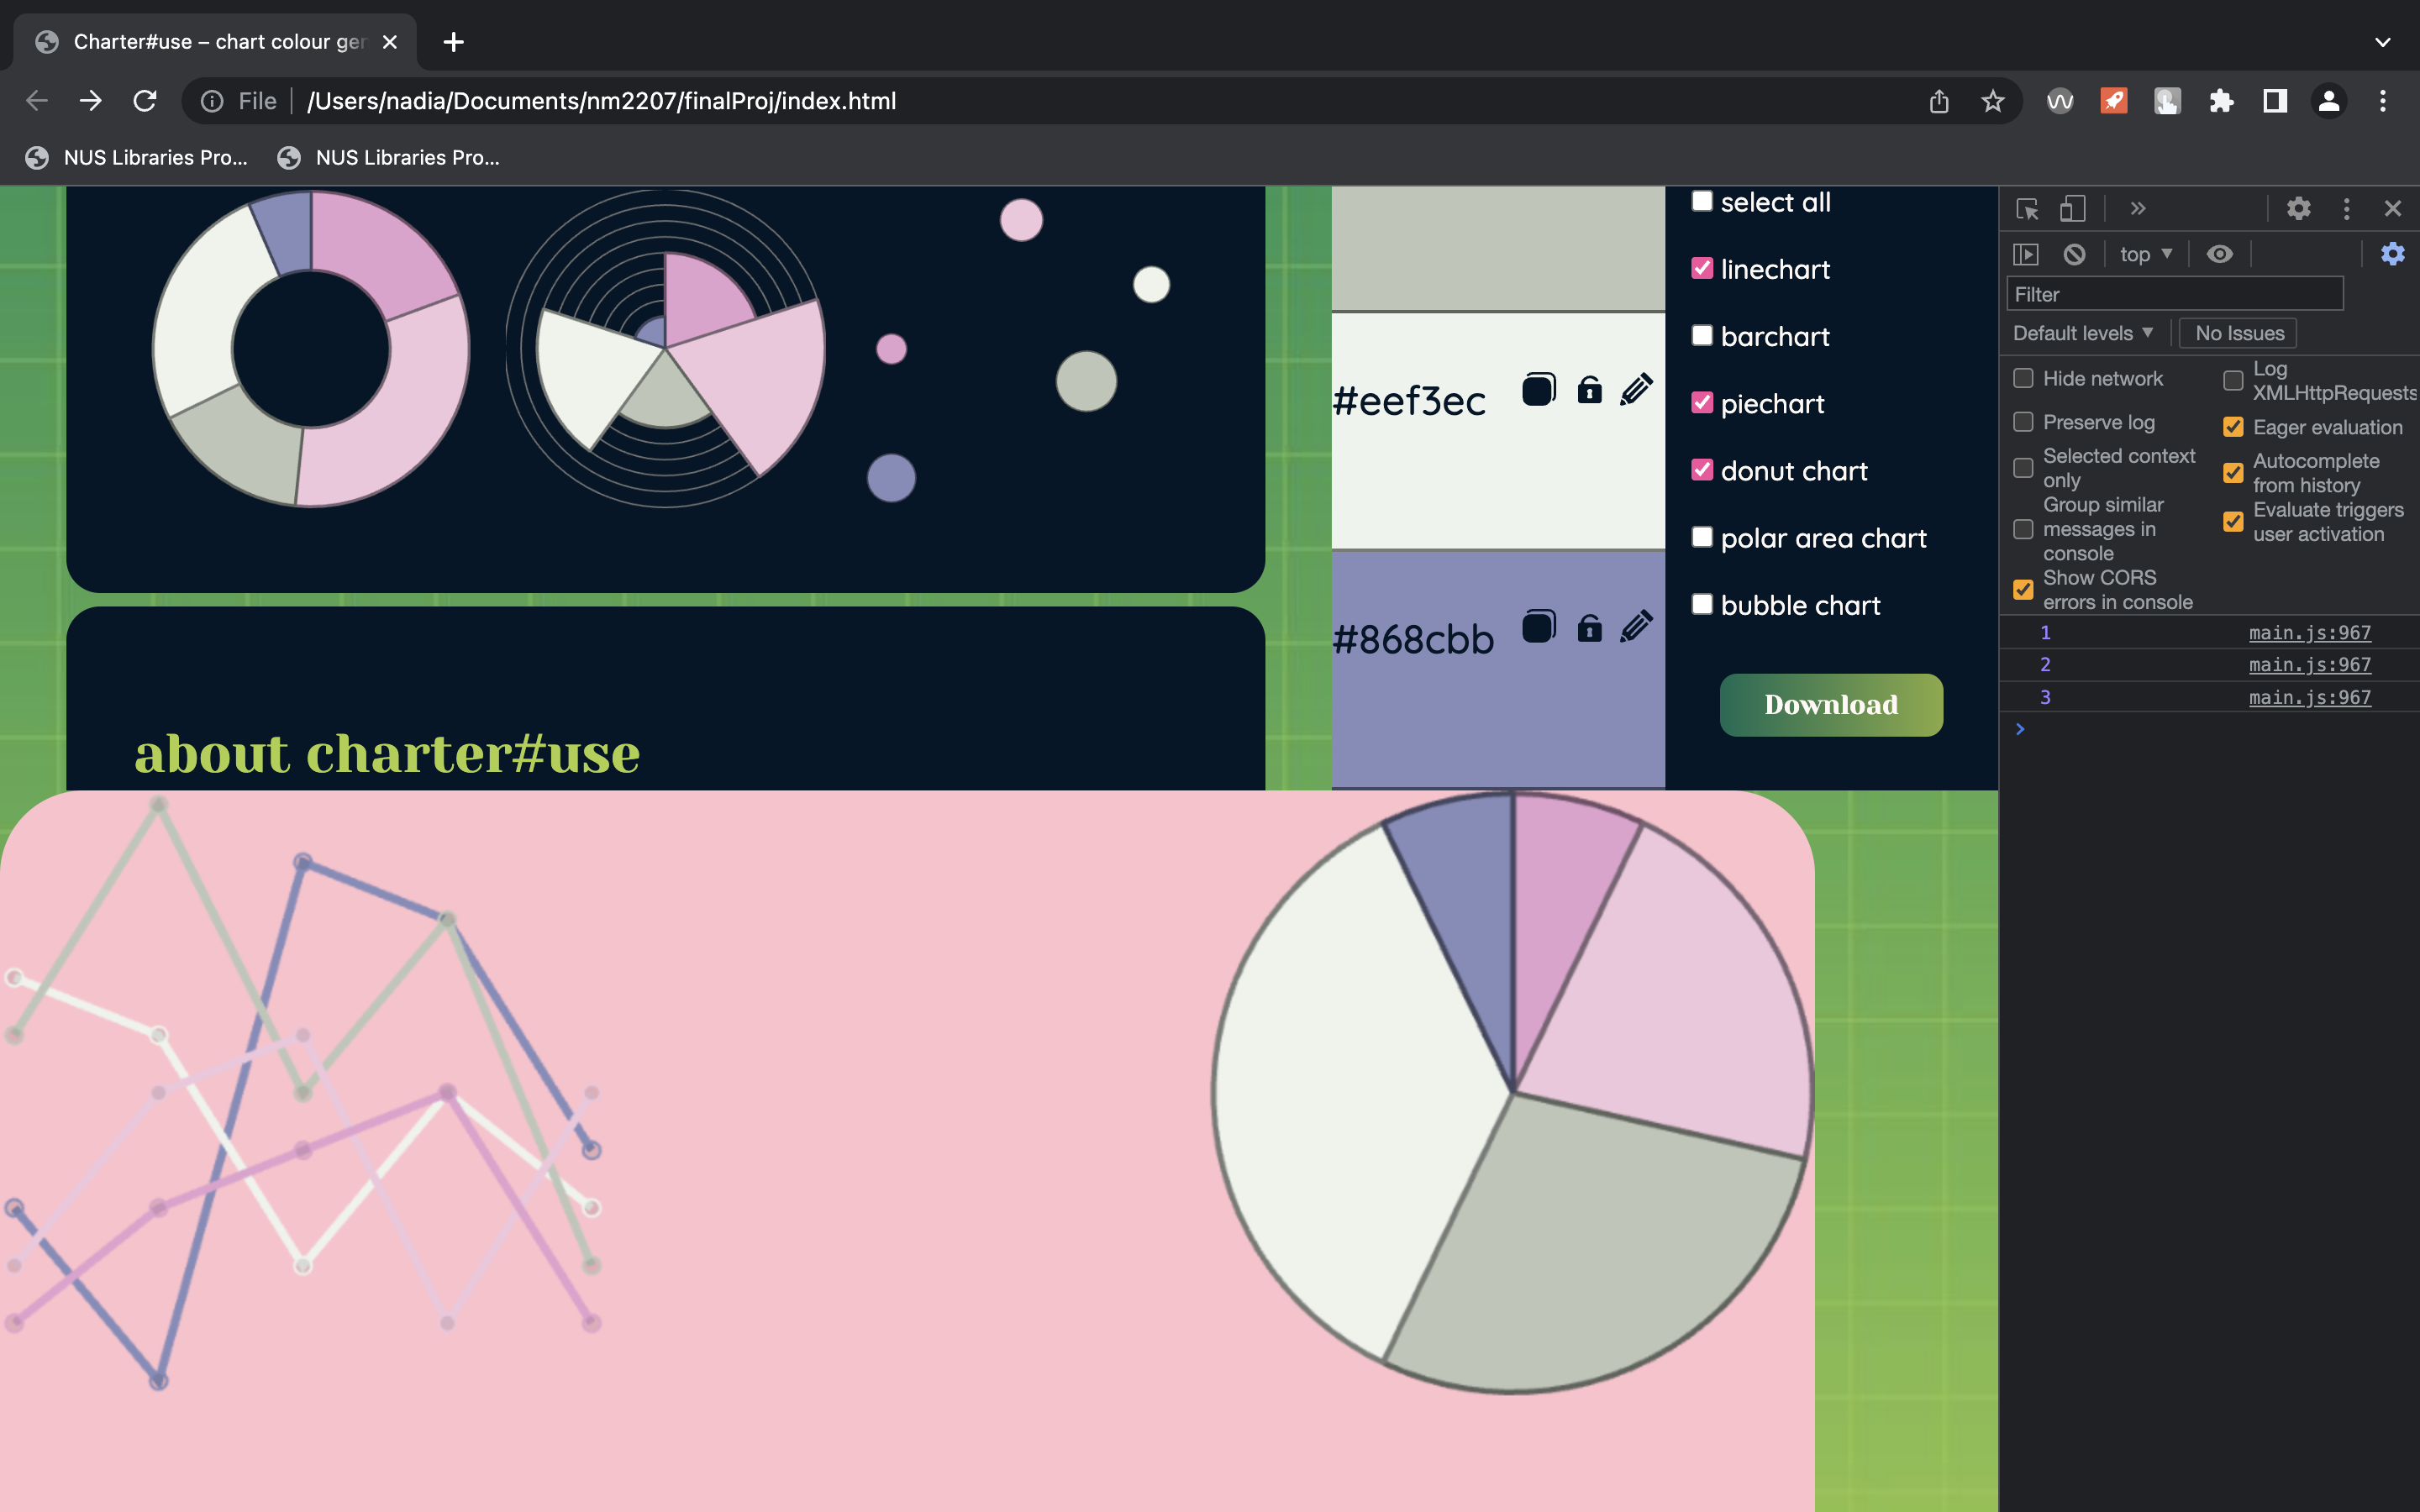 Charter#use – chart colour gen
File
/Users/nadia/Documents/nm2207/finalProj/index.html
NUS Libraries Pro...
NUS Libraries Pro...
select all
linechart
barchart
piechart
donut chart
polar area chart
bubble chart
Download
#eef3ec
#868cbb
about charter#use
top
Filter
Default levels
No Issues
Hide network
Log
XMLHttpRequests
Preserve log
Eager evaluation
Selected context
only
Autocomplete
from history
Group similar
messages in
console
Evaluate triggers
user activation
Show CORS
errors in console
1 main.js:967
2 main.js:967
3 main.js:967